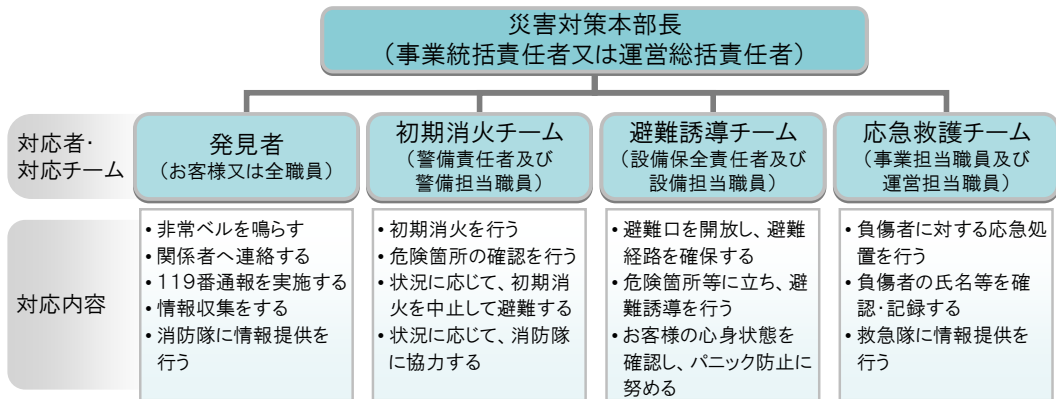 災害対策本部長
(事業統括責任者又は運営総括責任者)
対応者・
対応チーム
発見者
(お客様又は全職員)
初期消火チーム
(警備責任者及び
警備担当職員)
避難誘導チーム
(設備保全責任者及び
設備担当職員)
応急救護チーム
(事業担当職員及び
運営担当職員)
対応内容
• 非常ベルを鳴らす
• 関係者へ連絡する
• 119番通報を実施する
• 情報収集をする
• 消防隊に情報提供を
行う
• 初期消火を行う
• 危険箇所の確認を行う
• 状況に応じて、初期消
火を中止して避難する
• 状況に応じて、消防隊
に協力する
• 避難口を開放し、避難
経路を確保する
• 危険箇所等に立ち、避
難誘導を行う
• お客様の心身状態を
確認し、パニック防止に
努める
• 負傷者に対する応急処
置を行う
• 負傷者の氏名等を確
認・記録する
• 救急隊に情報提供を
行う